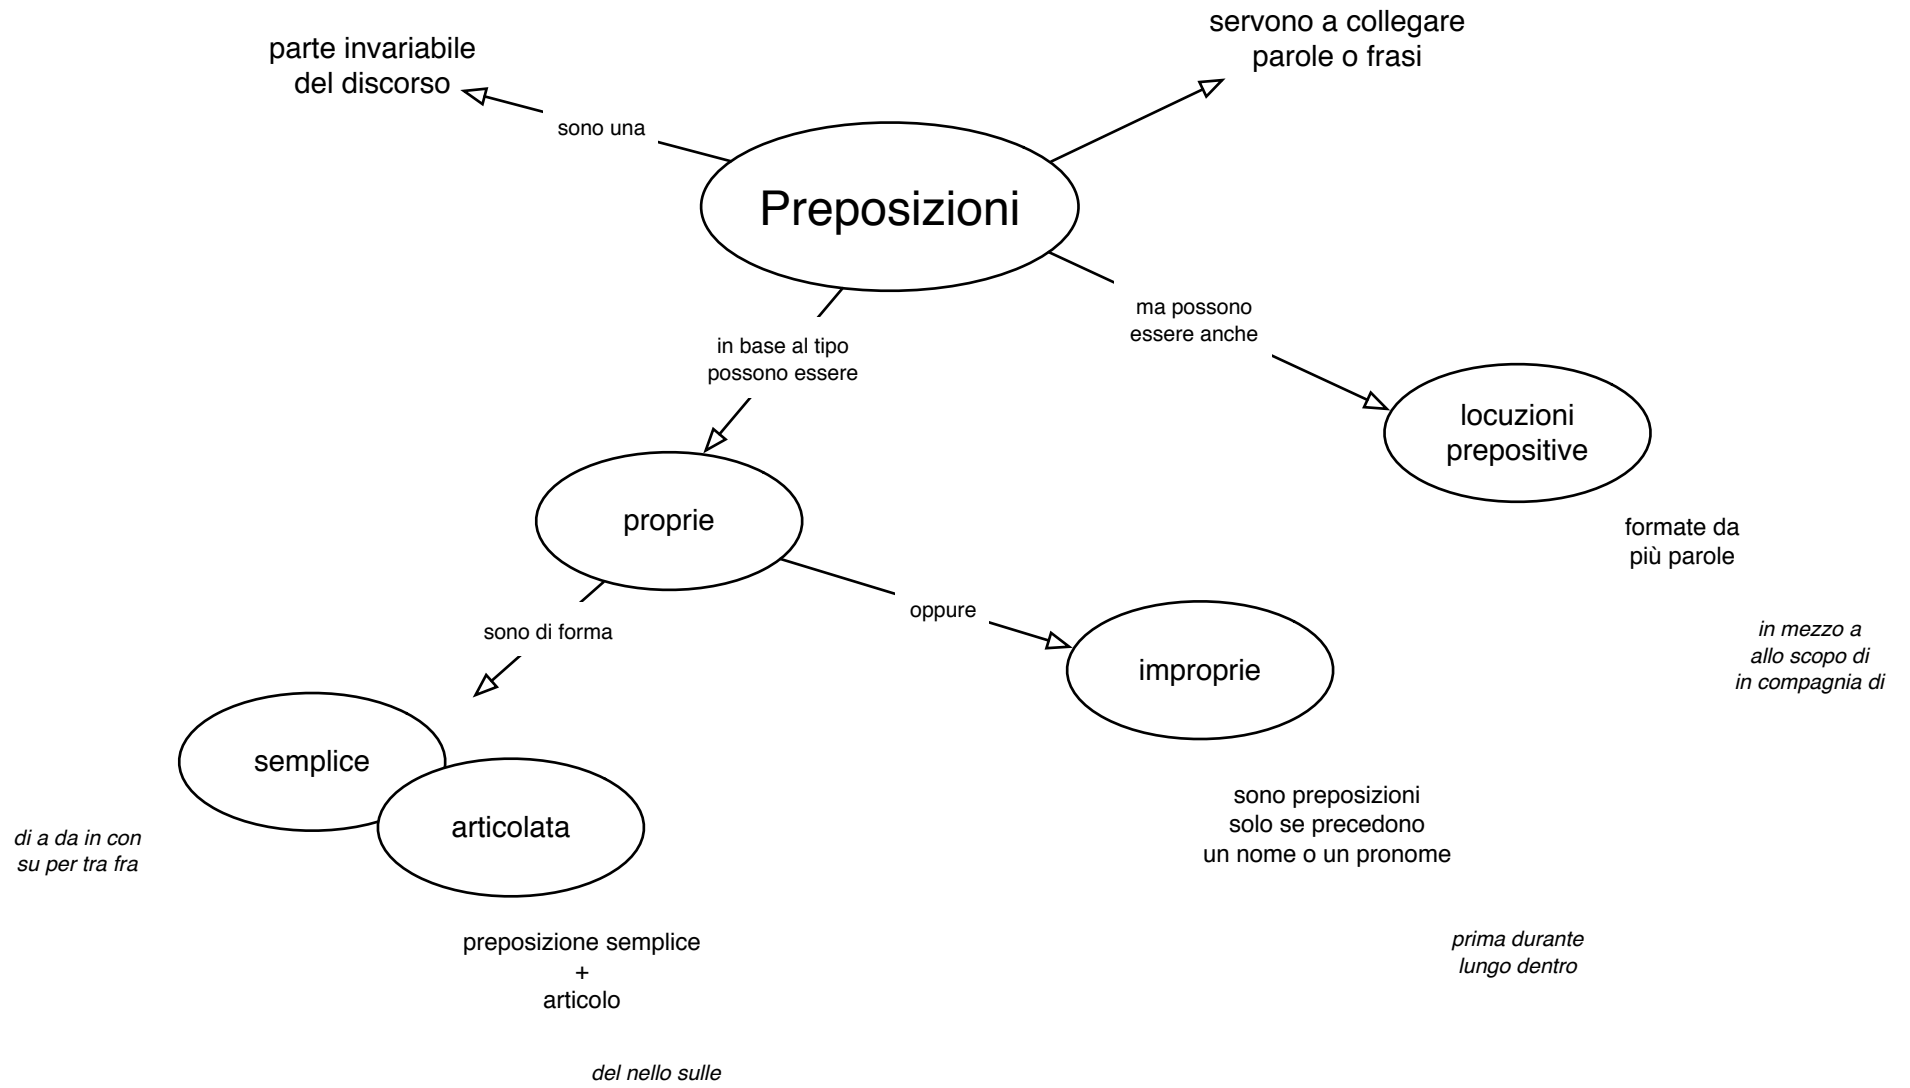 servono a collegare
parole o frasi
parte invariabile
del discorso
sono una
Preposizioni
ma possono
essere anche
in base al tipo
possono essere
locuzioni
prepositive
proprie
formate da
più parole
oppure
sono di forma
in mezzo a
allo scopo di
in compagnia di
improprie
semplice
articolata
sono preposizioni
solo se precedono
un nome o un pronome
di a da in con
su per tra fra
preposizione semplice
+
articolo
prima durante
lungo dentro
del nello sulle